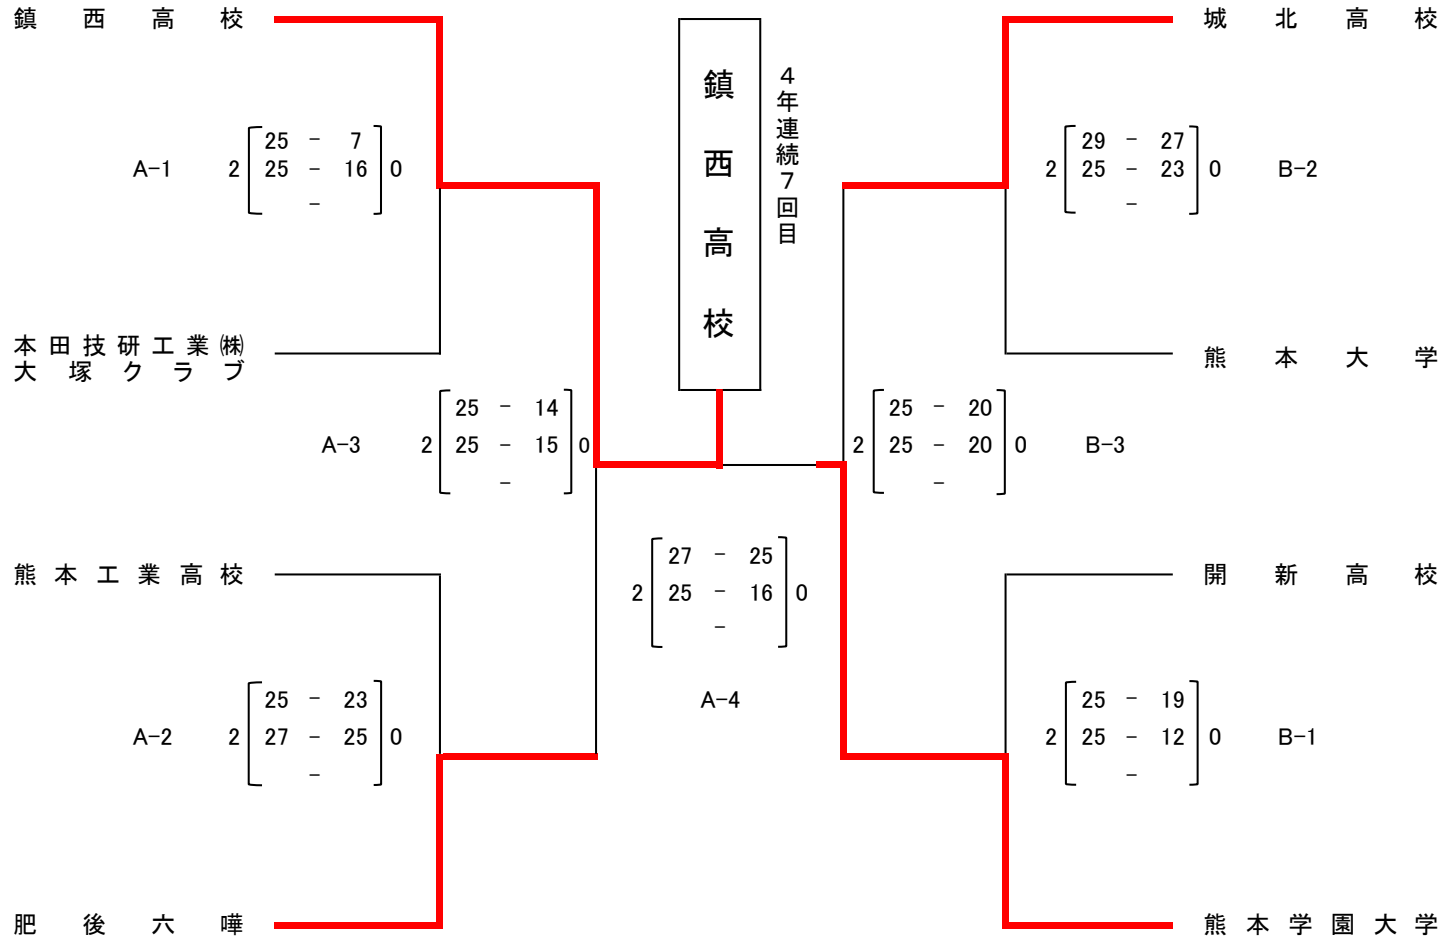 鎮西高校
城北高校
鎮西高校
4年連続7回目
25 - 7
A-1 2 25 - 16 0
-
29 - 27
2 25 - 23 0 B-2
-
本田技研工業㈱
大塚クラブ
熊本大学
25 - 14
A-3 2 25 - 15 0
-
25 - 20
2 25 - 20 0 B-3
-
熊本工業高校
開新高校
27 - 25
2 25 - 16 0
-
A-4
25 - 23
A-2 2 27 - 25 0
-
25 - 19
2 25 - 12 0 B-1
-
肥後六嘩
熊本学園大学